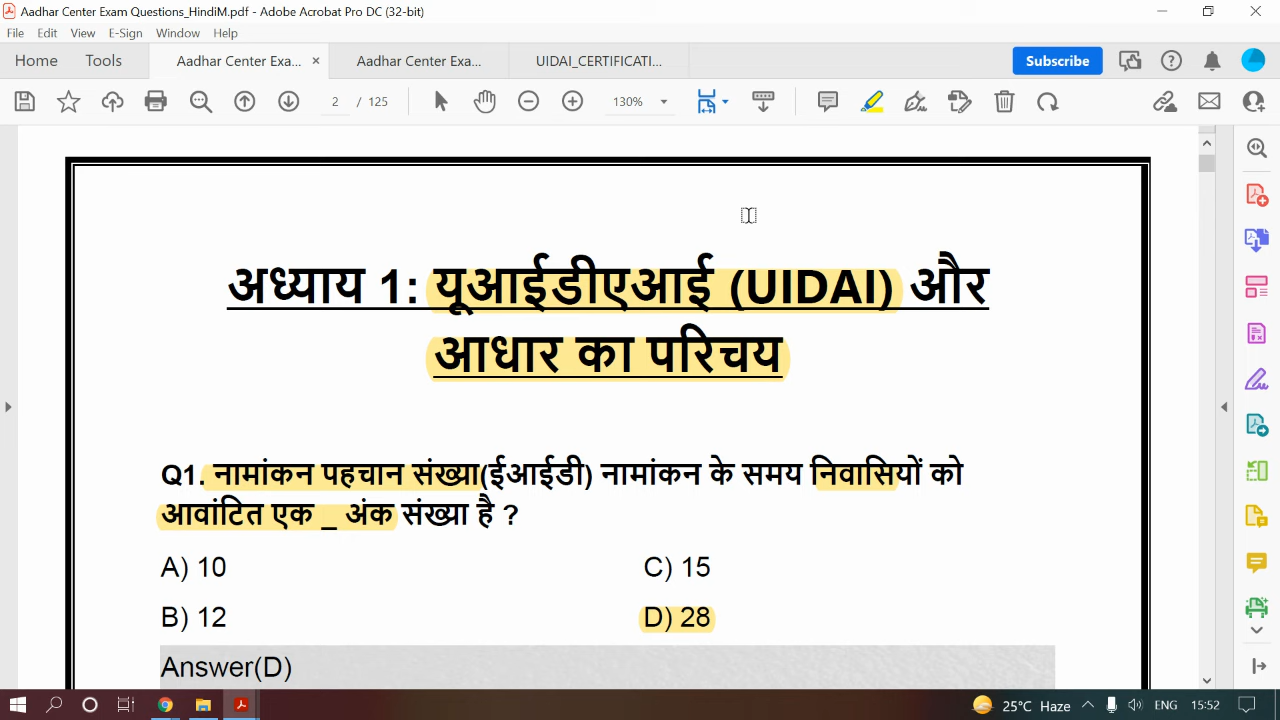 Aadhar Center Exam Questions_HindiM.pdf - Adobe Acrobat Pro DC (32-bit)
File Edit View E-Sign Window Help
Home Tools Aadhar Center Exa... × Aadhar Center Exa... UIDAI_CERTIFICATI... Subscribe
2 / 125 130%
अध्याय 1: यूआईडीएआई (UIDAI) और
आधार का परिचय
Q1. नामांकन पहचान संख्या(ईआईडी) नामांकन के समय निवासियों को
आवांटित एक _ अंक संख्या है ?
A) 10 C) 15
B) 12 D) 28
Answer(D)
25°C Haze ENG 15:52